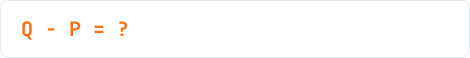 Q - P = ?